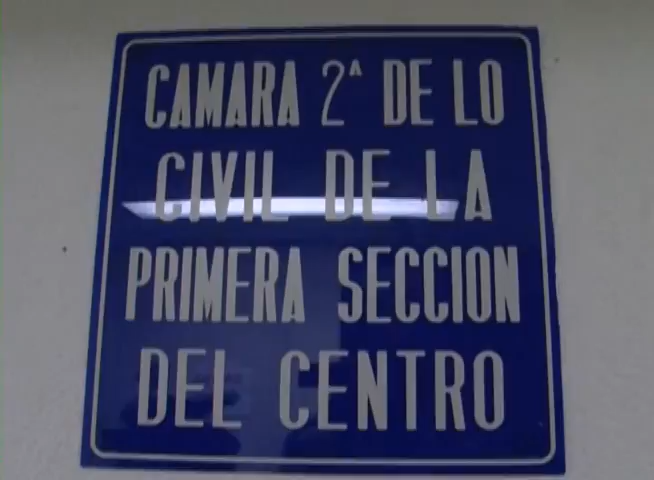 CAMARA 2ª DE LO
CIVIL DE LA
PRIMERA SECCION
DEL CENTRO